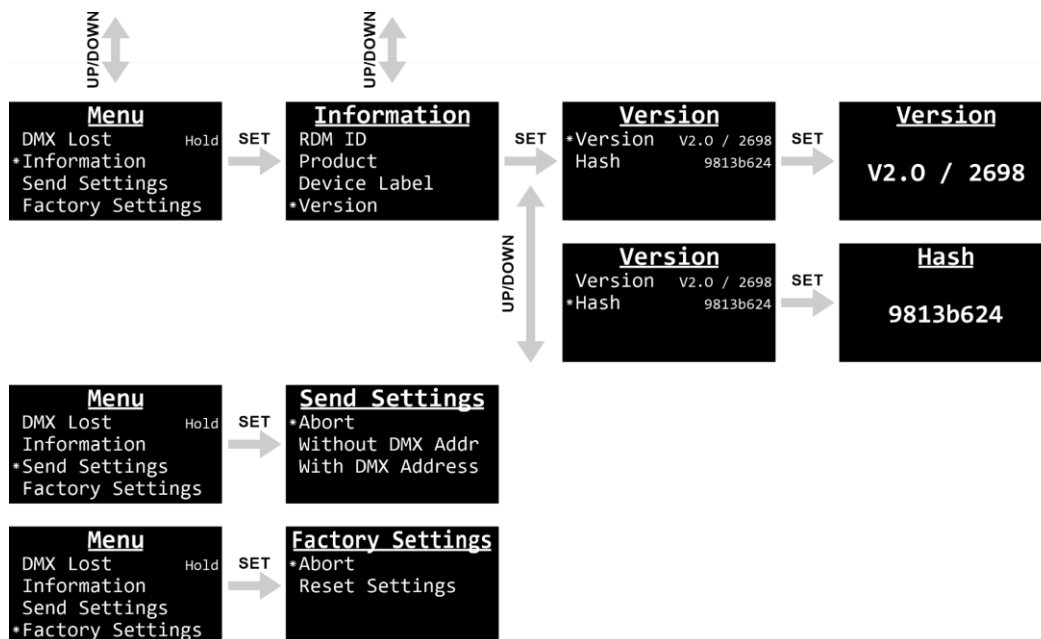 UP/DOWN
UP/DOWN
Menu
DMX Lost Hold
*Information
Send Settings
Factory Settings
SET
Information
RDM ID
Product
Device Label
*Version
SET
Version
*Version V2.0 / 2698
Hash 9813b624
SET
Version
V2.0 / 2698
UP/DOWN
Version
Version V2.0 / 2698
*Hash 9813b624
SET
Hash
9813b624
Menu
DMX Lost Hold
Information
*Send Settings
Factory Settings
SET
Send Settings
*Abort
Without DMX Addr
With DMX Address
Menu
DMX Lost Hold
Information
Send Settings
*Factory Settings
SET
Factory Settings
*Abort
Reset Settings